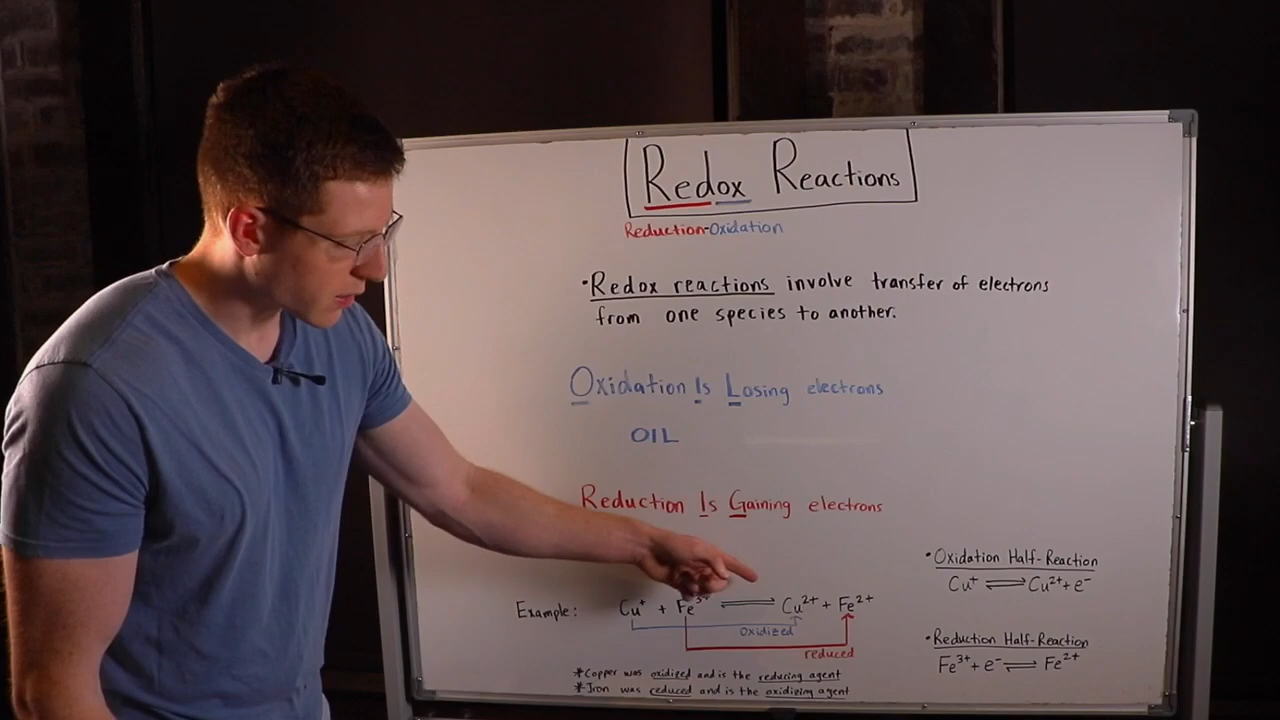 Redox Reactions
Reduction-Oxidation
·Redox reactions involve transfer of electrons
from one species to another.
Oxidation Is Losing electrons
OIL
Reduction Is Gaining electrons
Example: Cu⁺ + Fe³⁺ ⇌ Cu²⁺ + Fe²⁺
Oxidized
reduced
*Copper was oxidized and is the reducing agent
*Iron was reduced and is the oxidizing agent
·Oxidation Half-Reaction
Cu⁺ ⇌ Cu²⁺ + e⁻
·Reduction Half-Reaction
Fe³⁺ + e⁻ ⇌ Fe²⁺